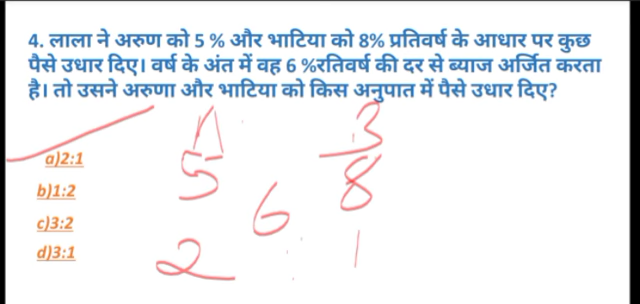 4. लाला ने अरुण को 5 % और भाटिया को 8% प्रतिवर्ष के आधार पर कुछ
पैसे उधार दिए। वर्ष के अंत में वह 6 %रतिवर्ष की दर से ब्याज अर्जित करता
है। तो उसने अरुणा और भाटिया को किस अनुपात में पैसे उधार दिए?
A B
a)2:1
5 8
b)1:2
6
c)3:2
d)3:1
2 : 1